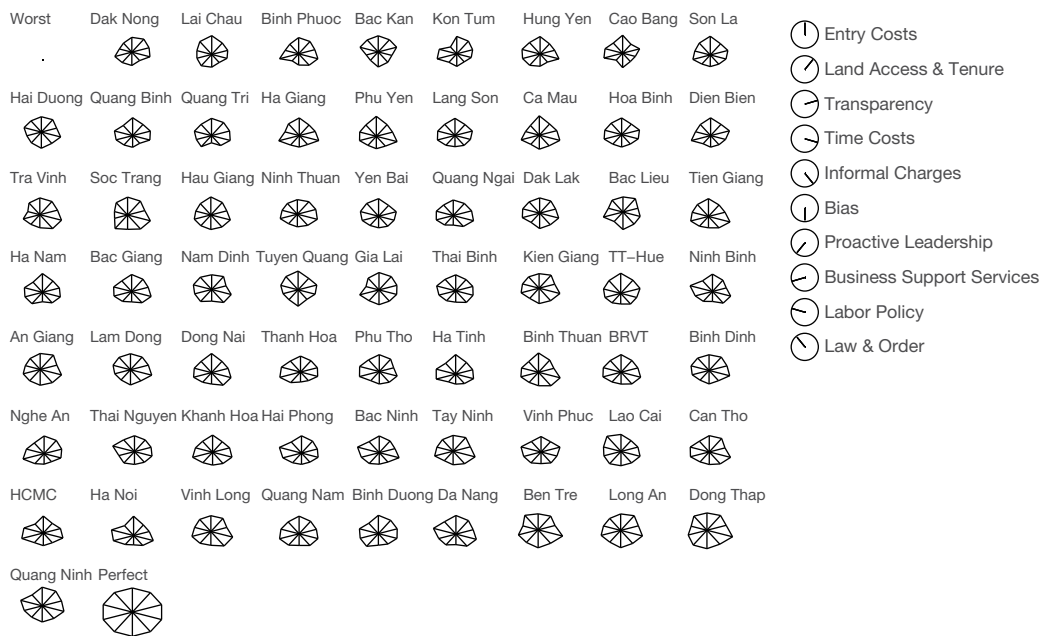 Worst Dak Nong Lai Chau Binh Phuoc Bac Kan Kon Tum Hung Yen Cao Bang Son La
Hai Duong Quang Binh Quang Tri Ha Giang Phu Yen Lang Son Ca Mau Hoa Binh Dien Bien
Tra Vinh Soc Trang Hau Giang Ninh Thuan Yen Bai Quang Ngai Dak Lak Bac Lieu Tien Giang
Ha Nam Bac Giang Nam Dinh Tuyen Quang Gia Lai Thai Binh Kien Giang TT−Hue Ninh Binh
An Giang Lam Dong Dong Nai Thanh Hoa Phu Tho Ha Tinh Binh Thuan BRVT Binh Dinh
Nghe An Thai Nguyen Khanh Hoa Hai Phong Bac Ninh Tay Ninh Vinh Phuc Lao Cai Can Tho
HCMC Ha Noi Vinh Long Quang Nam Binh Duong Da Nang Ben Tre Long An Dong Thap
Quang Ninh Perfect
Entry Costs
Land Access & Tenure
Transparency
Time Costs
Informal Charges
Bias
Proactive Leadership
Business Support Services
Labor Policy
Law & Order